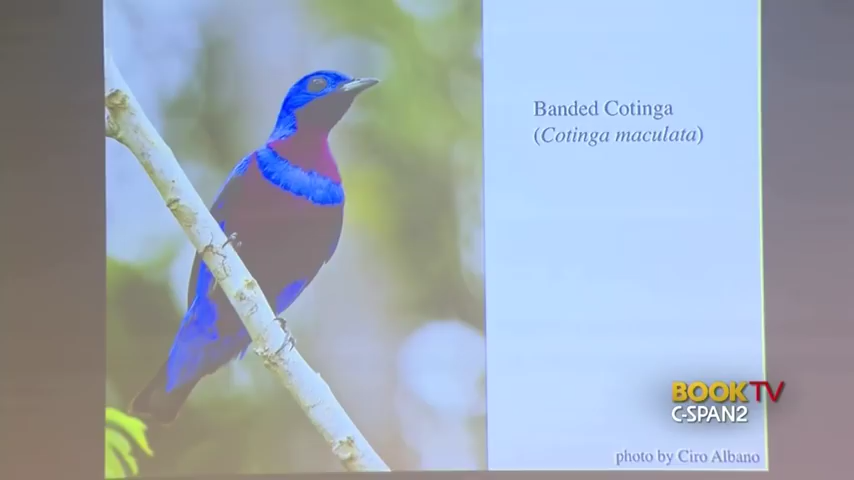 Banded Cotinga
(Cotinga maculata)
BOOK TV
C-SPAN2
photo by Ciro Albano